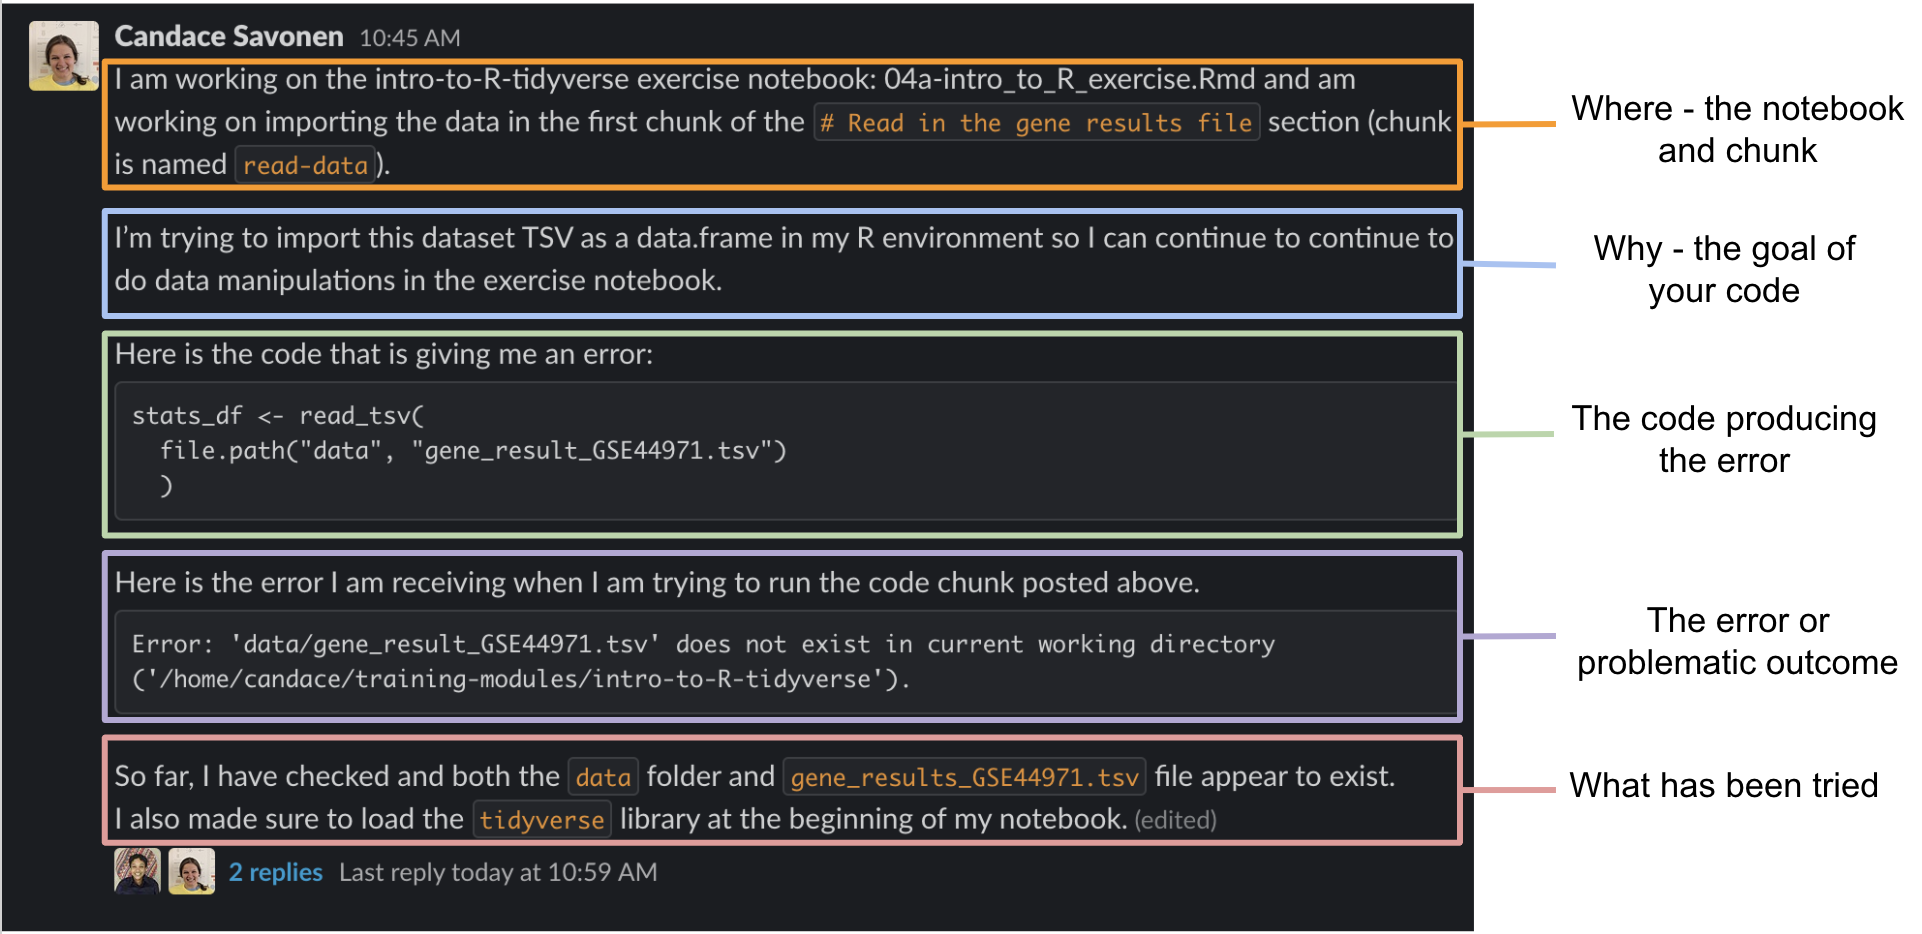 Candace Savonen 10:45 AM
I am working on the intro-to-R-tidyverse exercise notebook: 04a-intro_to_R_exercise.Rmd and am
working on importing the data in the first chunk of the # Read in the gene results file section (chunk
is named read-data).
Where - the notebook
and chunk
I'm trying to import this dataset TSV as a data.frame in my R environment so I can continue to continue to
do data manipulations in the exercise notebook.
Why - the goal of
your code
Here is the code that is giving me an error:
stats_df <- read_tsv(
  file.path("data", "gene_result_GSE44971.tsv")
  )
The code producing
the error
Here is the error I am receiving when I am trying to run the code chunk posted above.
Error: 'data/gene_result_GSE44971.tsv' does not exist in current working directory
('/home/candace/training-modules/intro-to-R-tidyverse').
The error or
problematic outcome
So far, I have checked and both the data folder and gene_results_GSE44971.tsv file appear to exist.
I also made sure to load the tidyverse library at the beginning of my notebook. (edited)
What has been tried
2 replies Last reply today at 10:59 AM